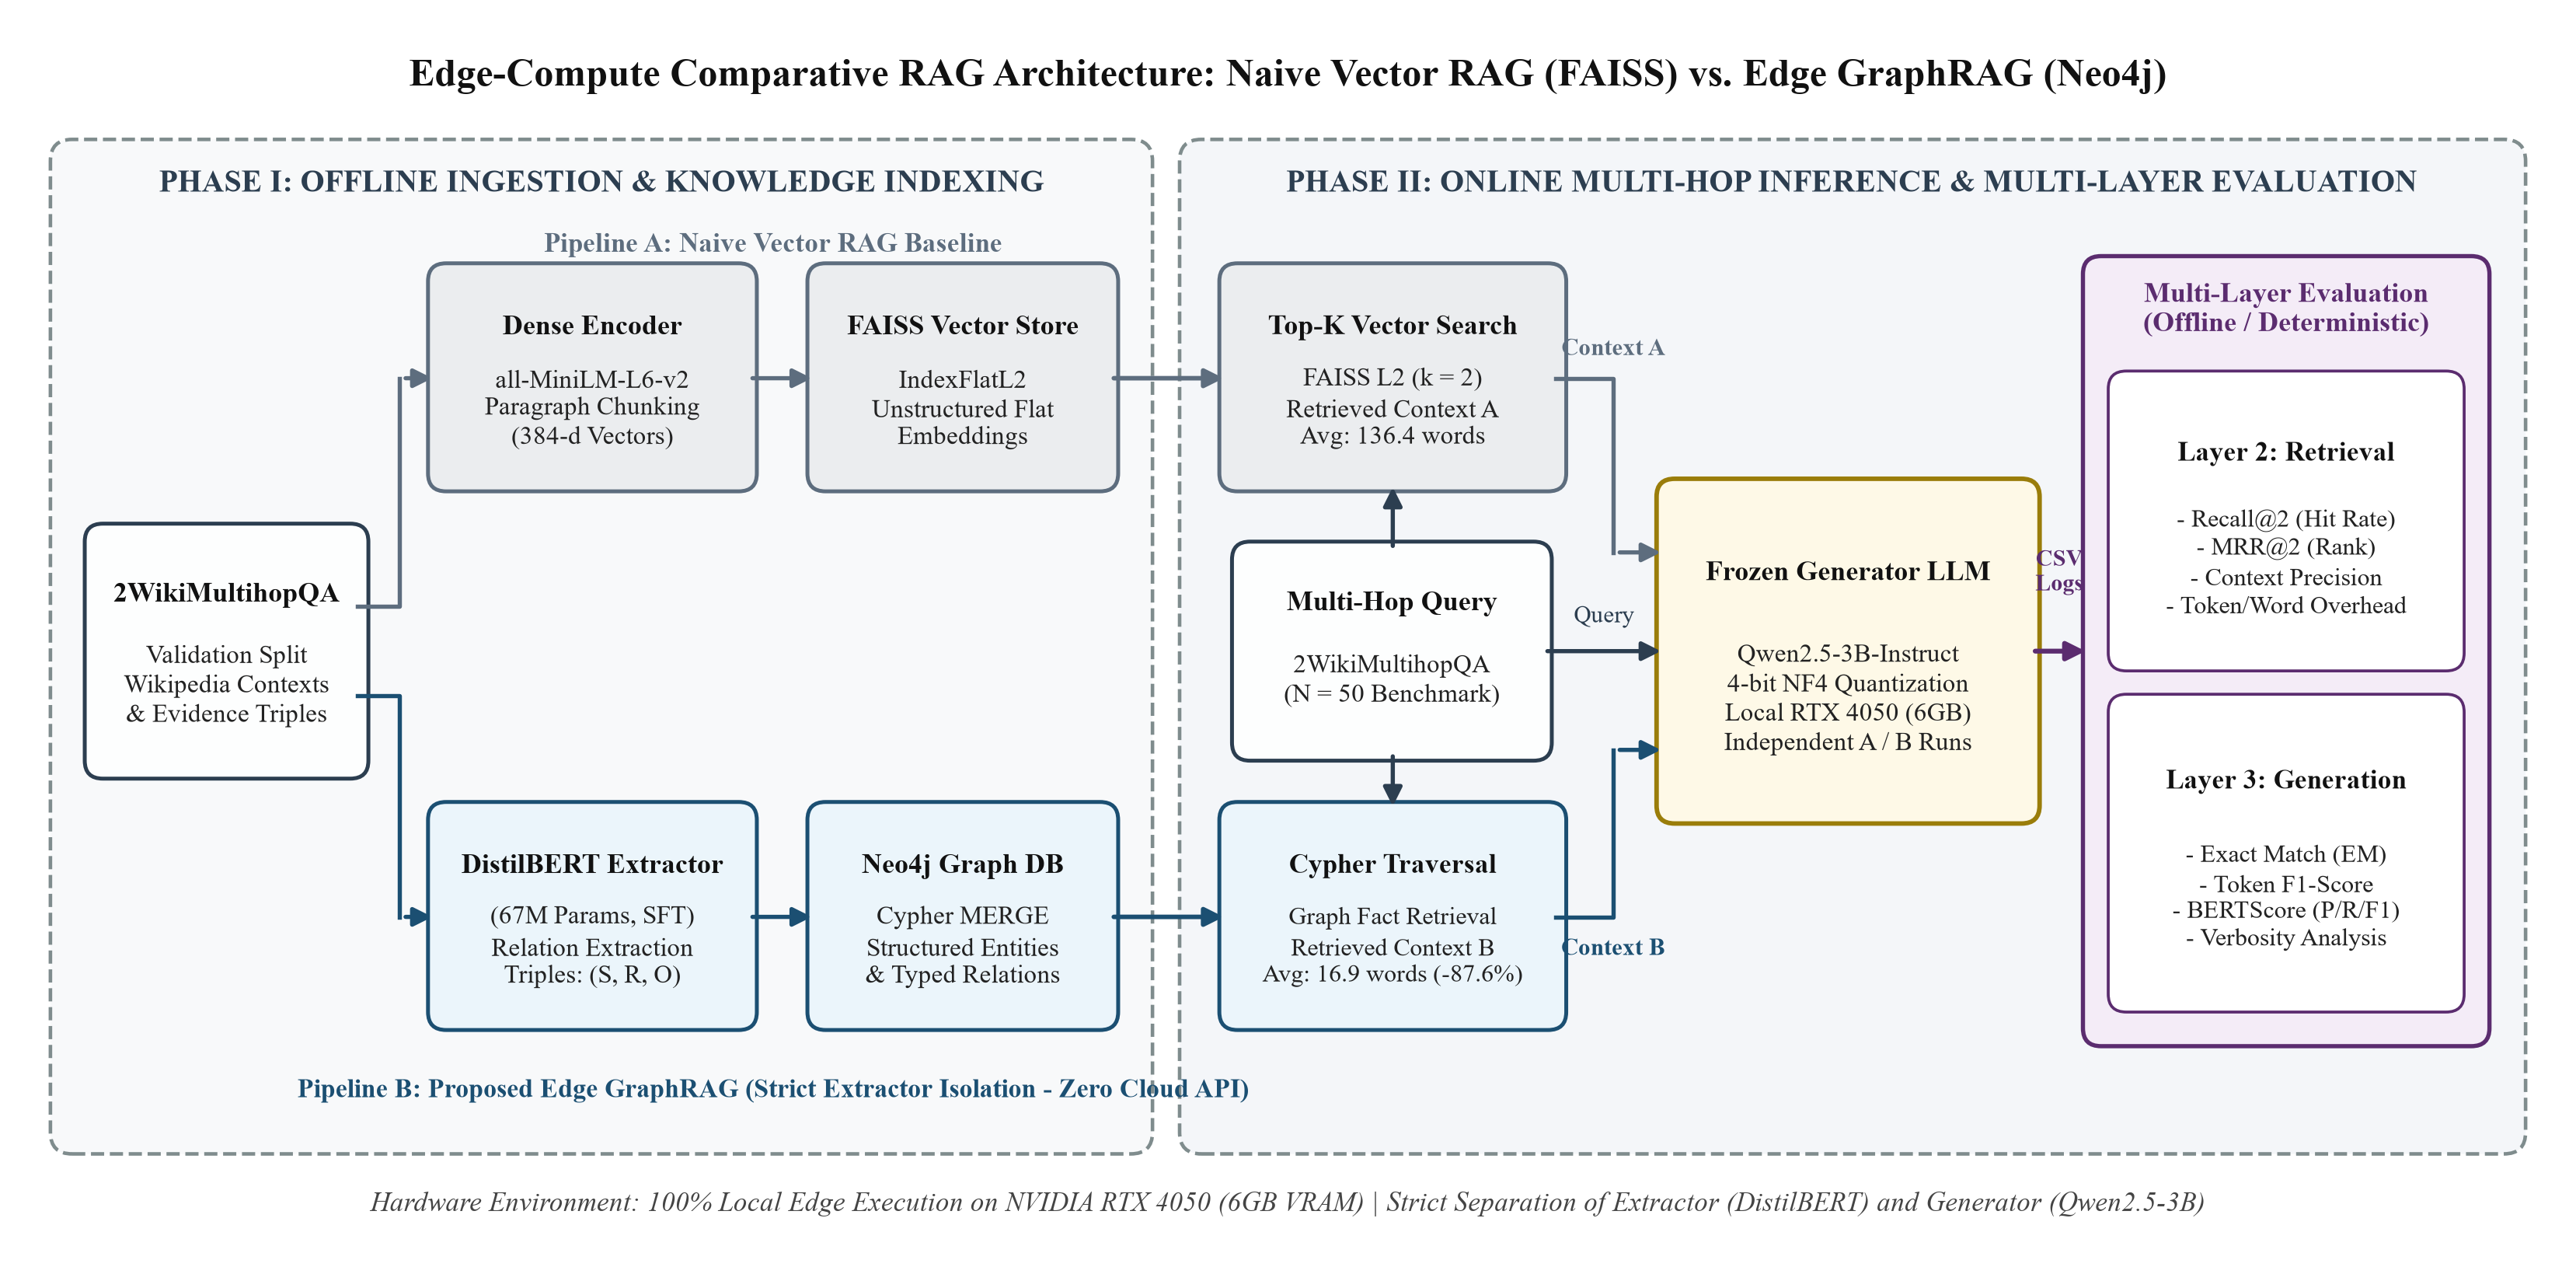 Edge-Compute Comparative RAG Architecture: Naive Vector RAG (FAISS) vs. Edge GraphRAG (Neo4j)
PHASE I: OFFLINE INGESTION & KNOWLEDGE INDEXING
Pipeline A: Naive Vector RAG Baseline
2WikiMultihopQA
Validation Split
Wikipedia Contexts
& Evidence Triples
Dense Encoder
all-MiniLM-L6-v2
Paragraph Chunking
(384-d Vectors)
FAISS Vector Store
IndexFlatL2
Unstructured Flat
Embeddings
DistilBERT Extractor
(67M Params, SFT)
Relation Extraction
Triples: (S, R, O)
Neo4j Graph DB
Cypher MERGE
Structured Entities
& Typed Relations
Pipeline B: Proposed Edge GraphRAG (Strict Extractor Isolation - Zero Cloud API)
PHASE II: ONLINE MULTI-HOP INFERENCE & MULTI-LAYER EVALUATION
Top-K Vector Search
FAISS L2 (k = 2)
Retrieved Context A
Avg: 136.4 words
Context A
Multi-Hop Query
2WikiMultihopQA
(N = 50 Benchmark)
Query
Cypher Traversal
Graph Fact Retrieval
Retrieved Context B
Avg: 16.9 words (-87.6%)
Context B
Frozen Generator LLM
Qwen2.5-3B-Instruct
4-bit NF4 Quantization
Local RTX 4050 (6GB)
Independent A / B Runs
CSV
Logs
Multi-Layer Evaluation
(Offline / Deterministic)
Layer 2: Retrieval
- Recall@2 (Hit Rate)
- MRR@2 (Rank)
- Context Precision
- Token/Word Overhead
Layer 3: Generation
- Exact Match (EM)
- Token F1-Score
- BERTScore (P/R/F1)
- Verbosity Analysis
Hardware Environment: 100% Local Edge Execution on NVIDIA RTX 4050 (6GB VRAM) | Strict Separation of Extractor (DistilBERT) and Generator (Qwen2.5-3B)